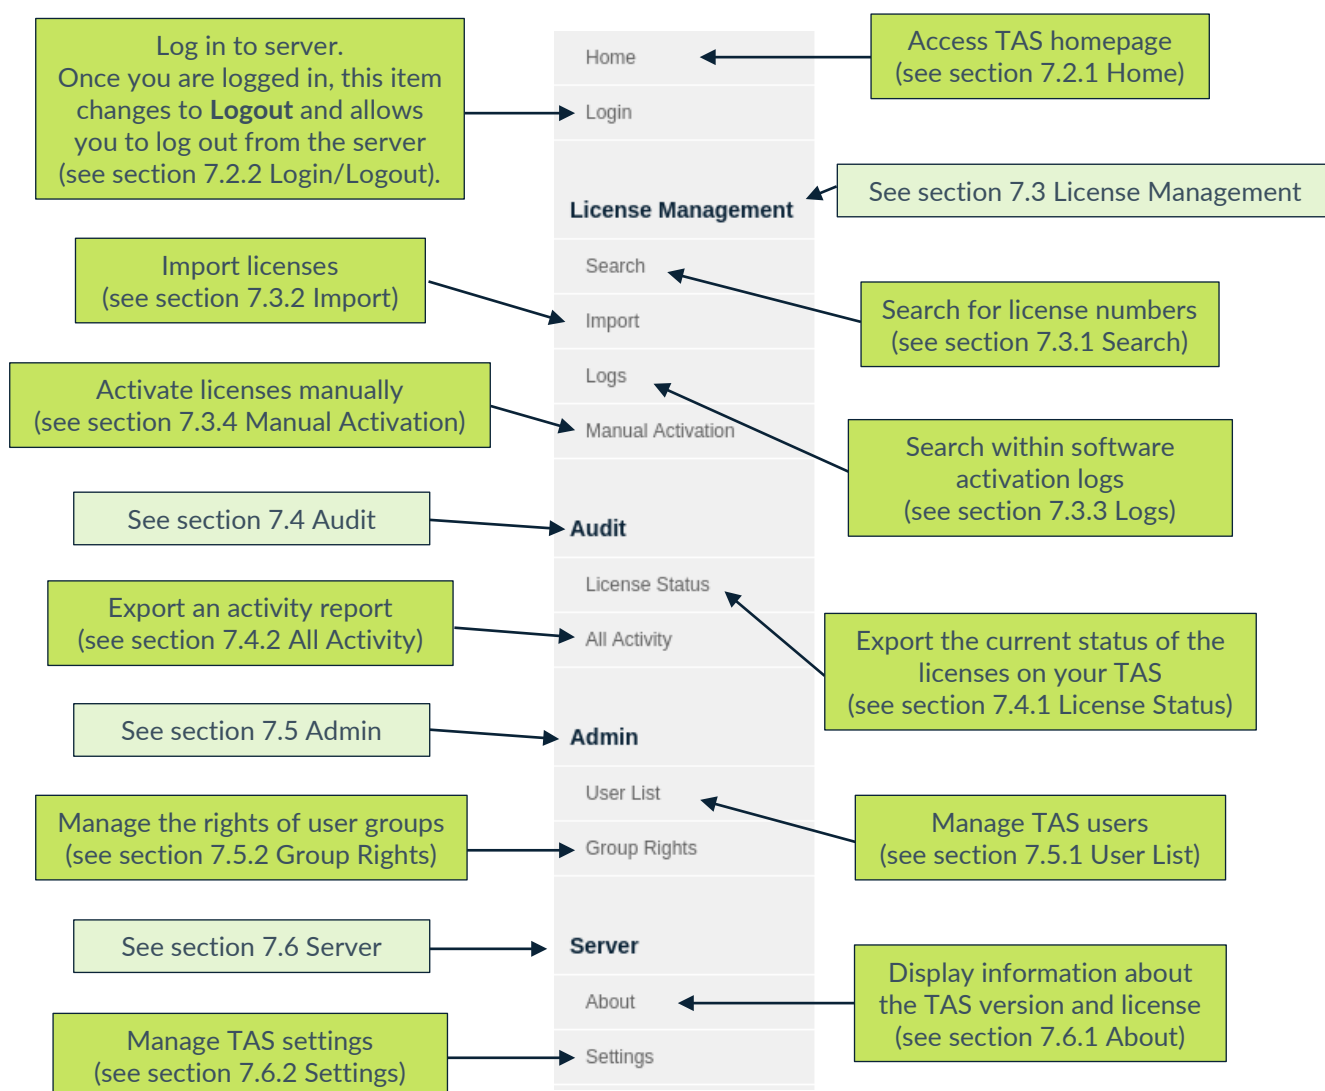 Log in to server.
Once you are logged in, this item
changes to Logout and allows
you to log out from the server
(see section 7.2.2 Login/Logout).
Home
Access TAS homepage
(see section 7.2.1 Home)
Login
See section 7.3 License Management
License Management
Import licenses
(see section 7.3.2 Import)
Search
Search for license numbers
(see section 7.3.1 Search)
Import
Activate licenses manually
(see section 7.3.4 Manual Activation)
Logs
Manual Activation
Search within software
activation logs
(see section 7.3.3 Logs)
See section 7.4 Audit
Audit
License Status
Export an activity report
(see section 7.4.2 All Activity)
All Activity
Export the current status of the
licenses on your TAS
(see section 7.4.1 License Status)
See section 7.5 Admin
Admin
User List
Manage TAS users
(see section 7.5.1 User List)
Manage the rights of user groups
(see section 7.5.2 Group Rights)
Group Rights
See section 7.6 Server
Server
Display information about
the TAS version and license
(see section 7.6.1 About)
About
Manage TAS settings
(see section 7.6.2 Settings)
Settings